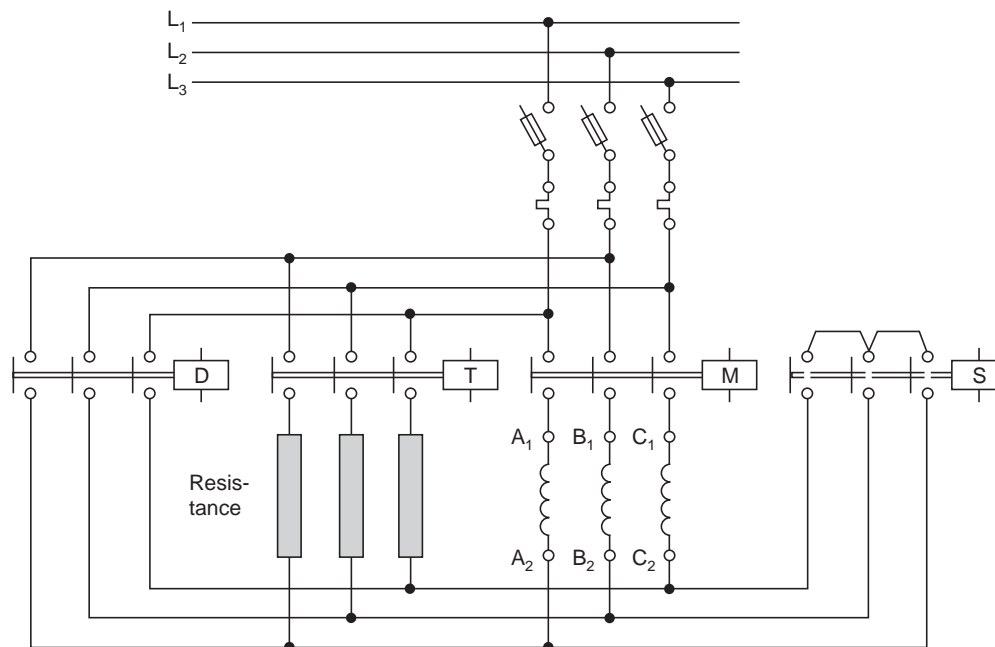 L₁
L₂
L₃
D
T
M
S
A₁ B₁ C₁
Resis-
tance
A₂ B₂ C₂